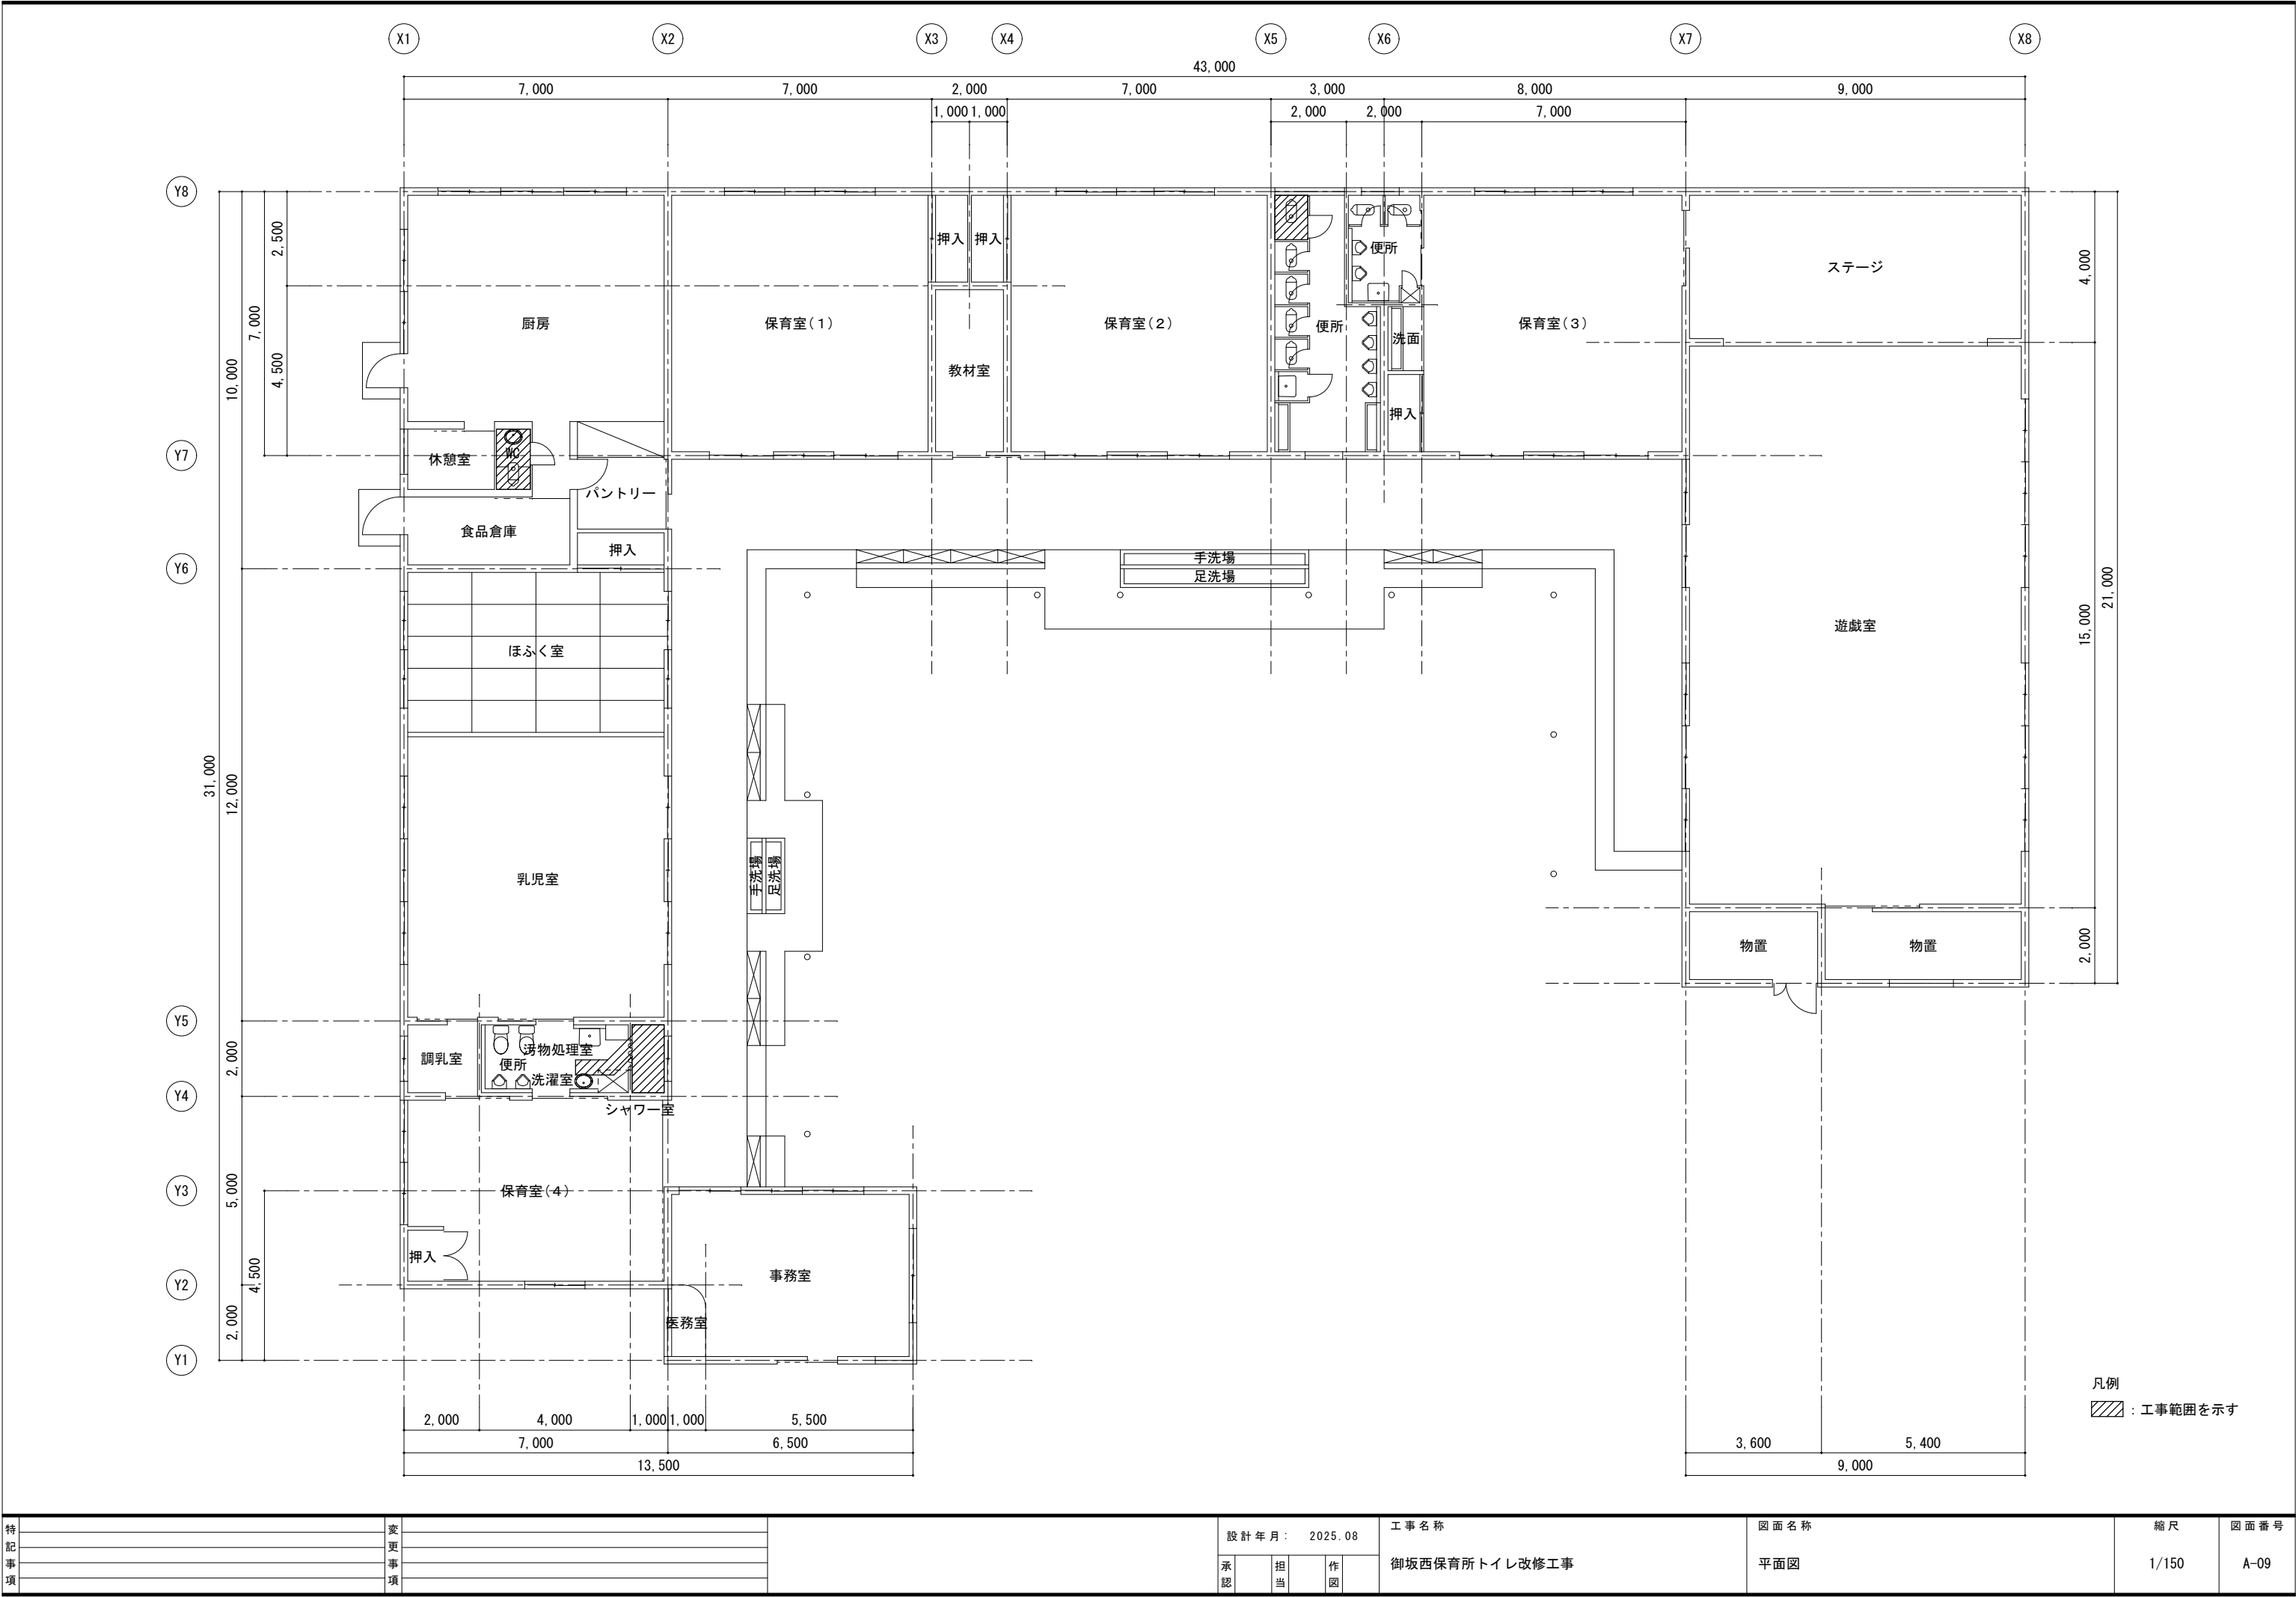 X1 X2 X3 X4 X5 X6 X7 X8
43,000
7,000 7,000 2,000 7,000 3,000 8,000 9,000
1,000 1,000 2,000 2,000 7,000
Y8
Y7
Y6
Y5
Y4
Y3
Y2
Y1
31,000
10,000
12,000
2,000
5,000
2,000
7,000
2,500
4,500
4,500
4,000
15,000
2,000
21,000
厨房
保育室(1)
押入 押入
教材室
保育室(2)
便所
便所
洗面
押入
保育室(3)
ステージ
休憩室
WC
パントリー
食品倉庫
押入
手洗場
足洗場
ほふく室
遊戯室
乳児室
手洗場
足洗場
物置 物置
調乳室
便所
汚物処理室
洗濯室
シャワー室
保育室(4)
押入
事務室
医務室
2,000 4,000 1,000 1,000 5,500
7,000 6,500
13,500
3,600 5,400
9,000
凡例
:工事範囲を示す
特記事項
変更事項
設計年月: 2025.08
承認 担当 作図
工事名称
御坂西保育所トイレ改修工事
図面名称
平面図
縮尺
1/150
図面番号
A-09